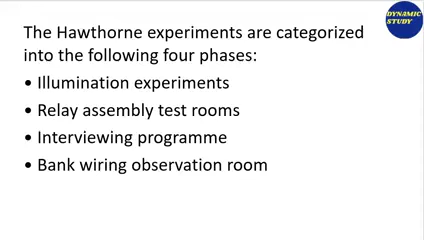 The Hawthorne experiments are categorized
into the following four phases:
• Illumination experiments
• Relay assembly test rooms
• Interviewing programme
• Bank wiring observation room
DYNAMIC
STUDY